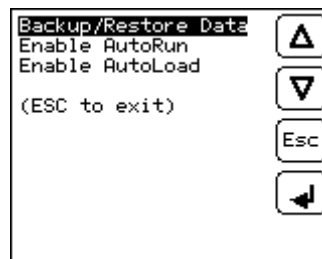 Backup/Restore Data
Enable AutoRun
Enable AutoLoad
(ESC to exit)
Esc